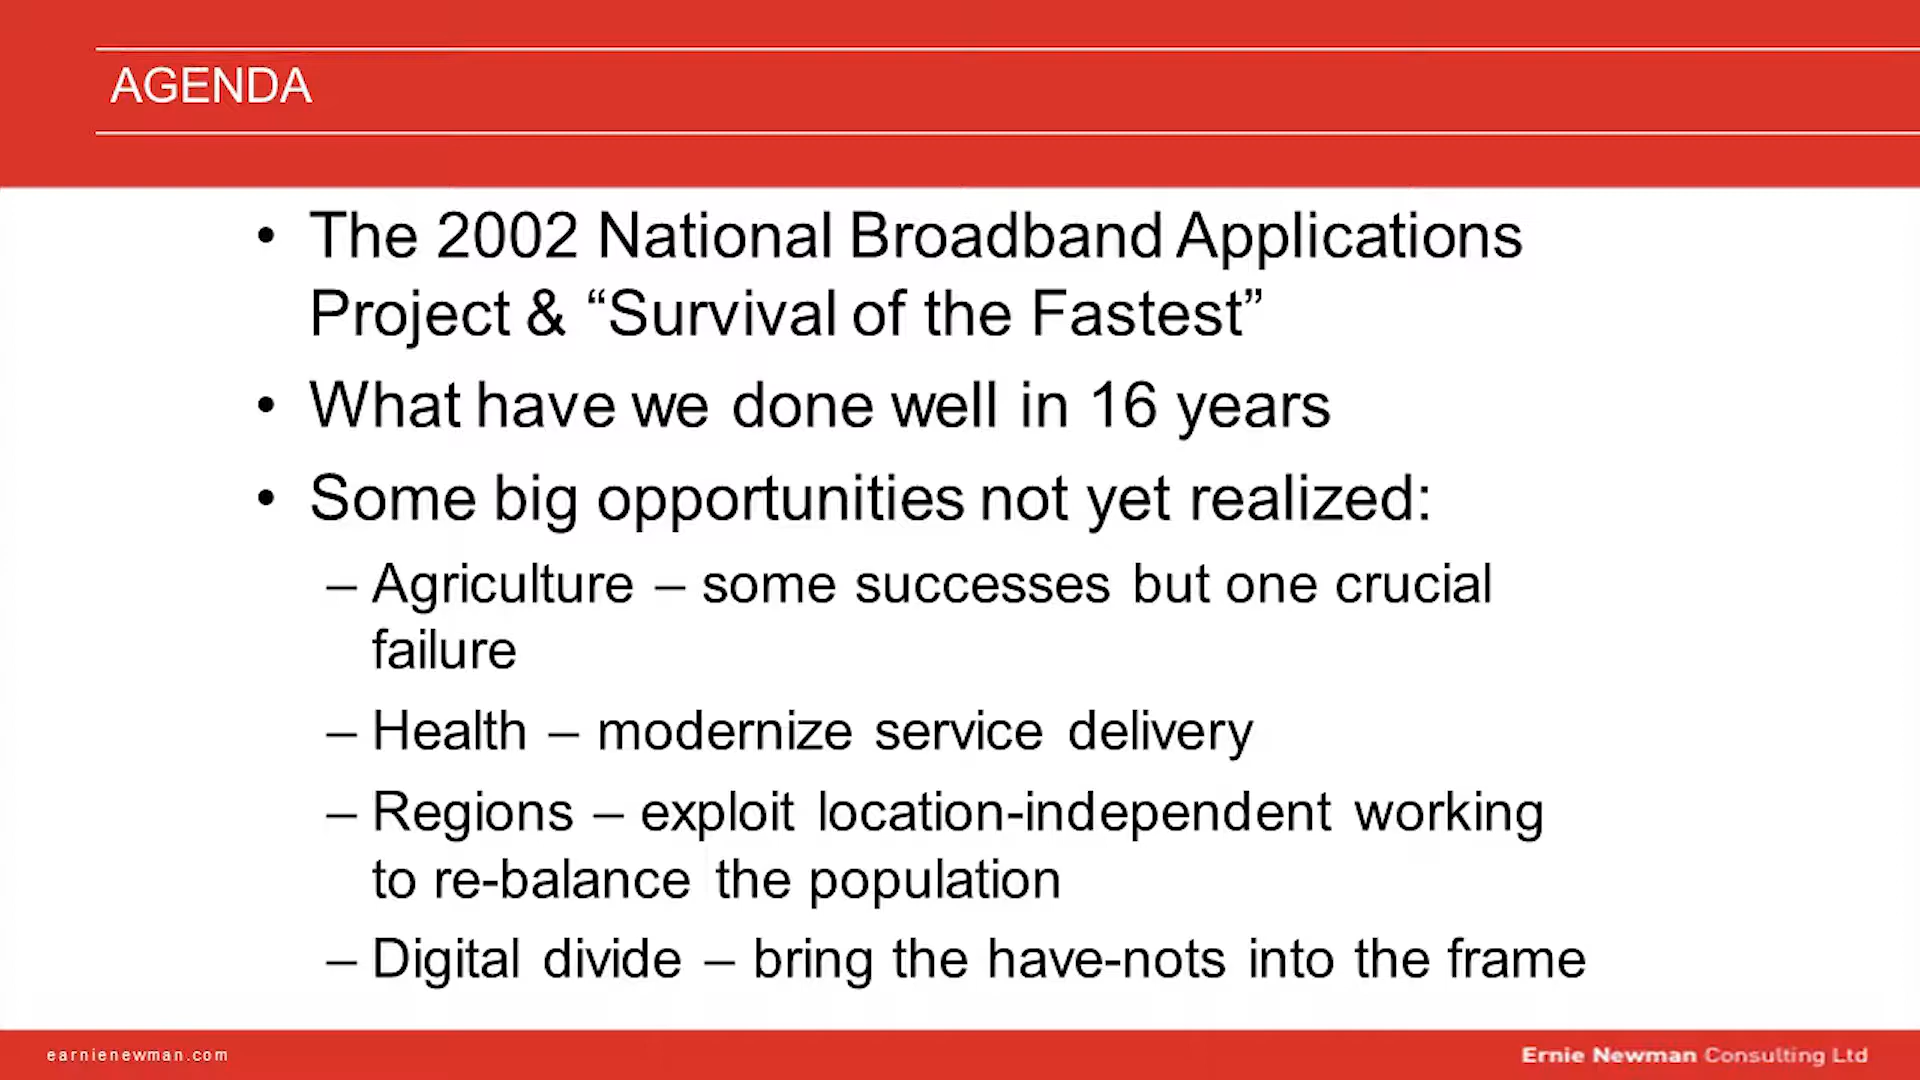 AGENDA
• The 2002 National Broadband Applications
Project & “Survival of the Fastest”
• What have we done well in 16 years
• Some big opportunities not yet realized:
– Agriculture – some successes but one crucial
failure
– Health – modernize service delivery
– Regions – exploit location-independent working
to re-balance the population
– Digital divide – bring the have-nots into the frame
earnienewman.com
Ernie Newman Consulting Ltd